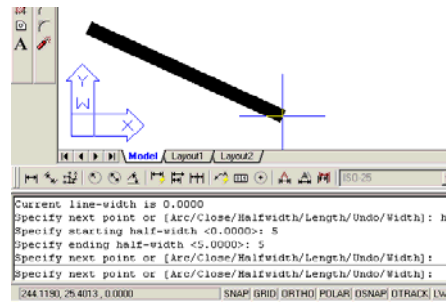 A
Y
W
X
Model / Layout1 / Layout2 /
ISO-25
Current line-width is 0.0000
Specify next point or [Arc/Close/Halfwidth/Length/Undo/Width]: h
Specify starting half-width <0.0000>: 5
Specify ending half-width <5.0000>: 5
Specify next point or [Arc/Close/Halfwidth/Length/Undo/Width]:
Specify next point or [Arc/Close/Halfwidth/Length/Undo/Width]:
244.1190, 25.4013 , 0.0000 SNAP GRID ORTHO POLAR OSNAP OTRACK LW